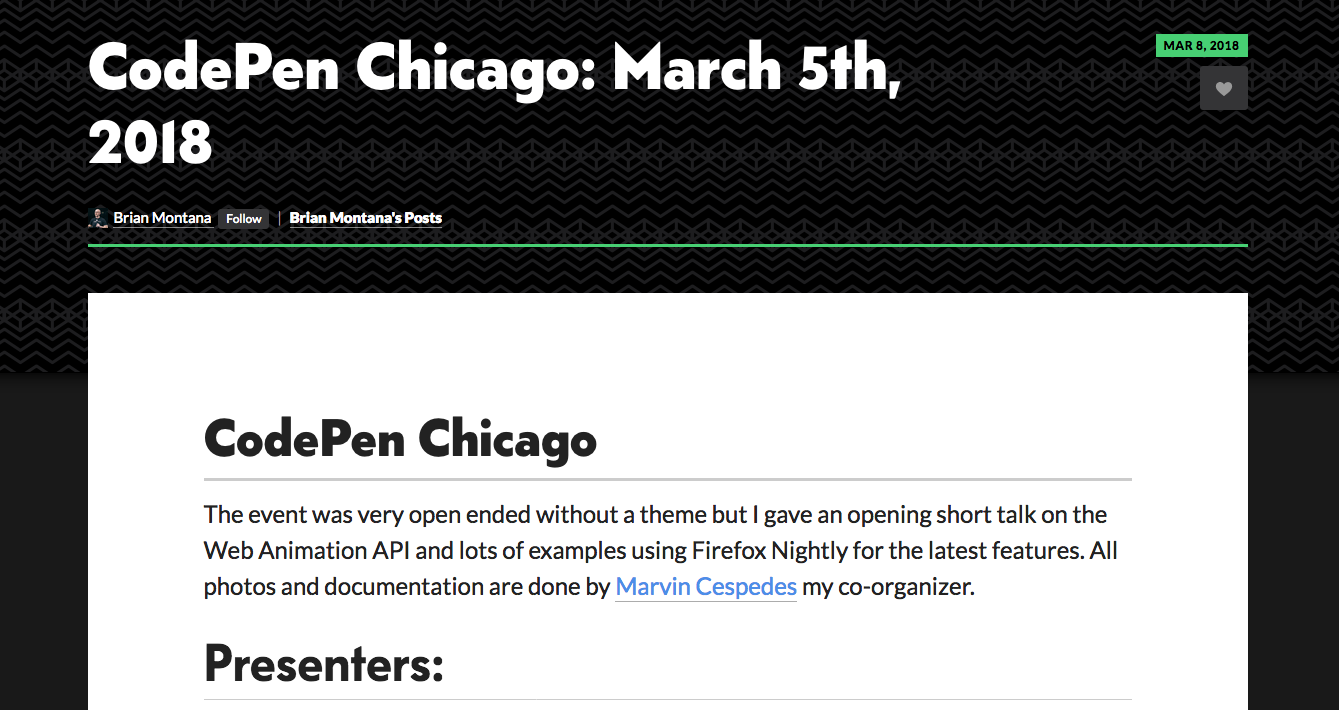 CodePen Chicago: March 5th,
2018
MAR 8, 2018
Brian Montana Follow | Brian Montana's Posts
CodePen Chicago
The event was very open ended without a theme but I gave an opening short talk on the
Web Animation API and lots of examples using Firefox Nightly for the latest features. All
photos and documentation are done by Marvin Cespedes my co-organizer.
Presenters: